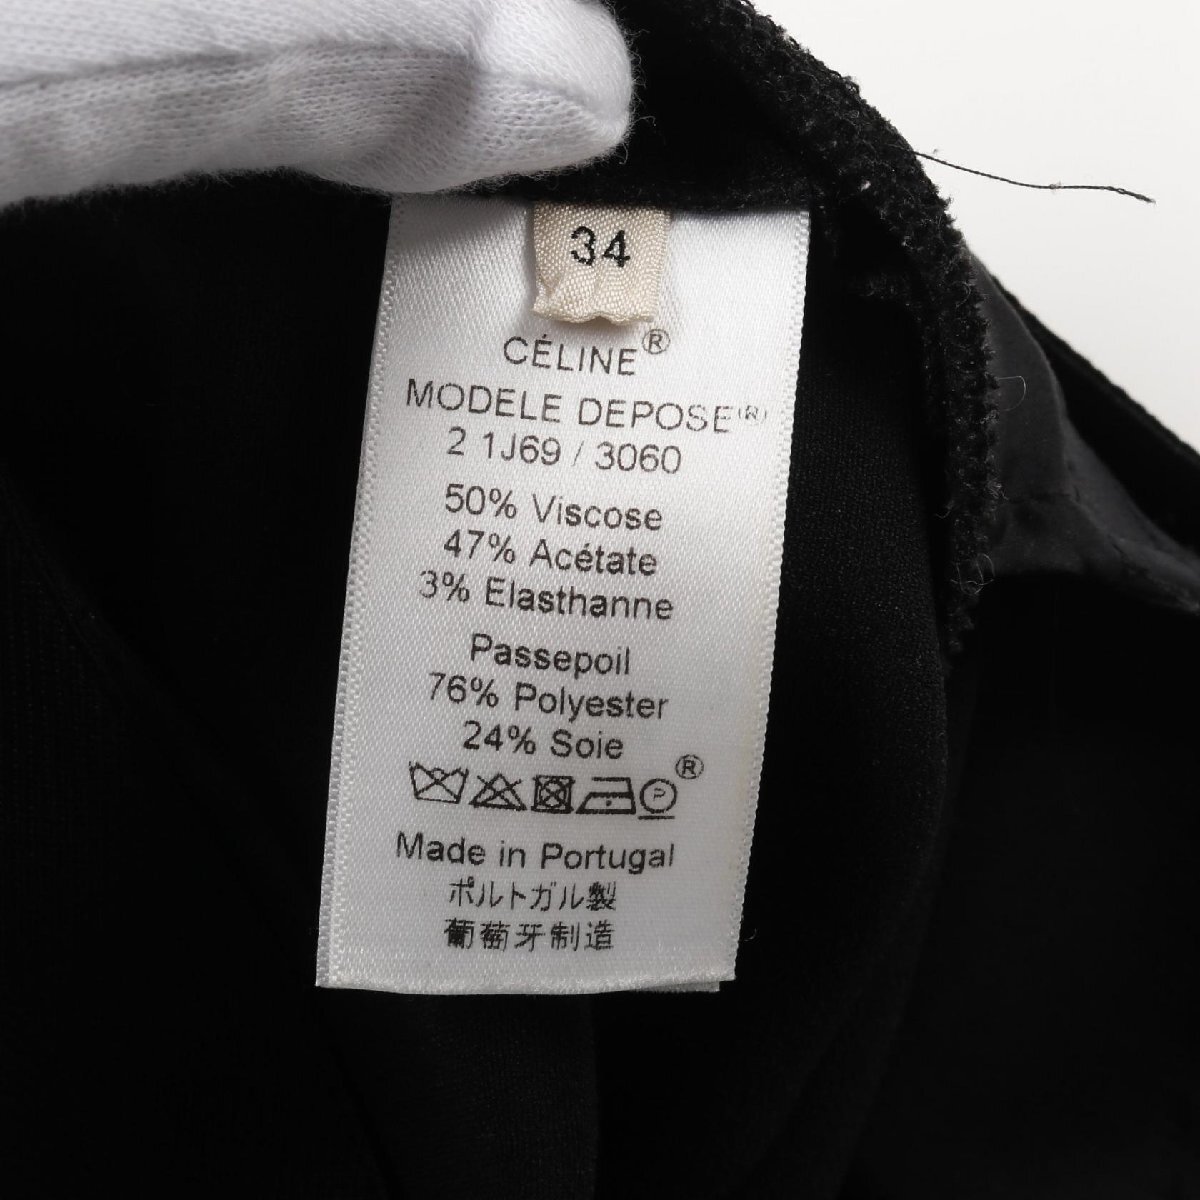 34
CÉLINE®
MODELE DEPOSE(R)
2 1J69 / 3060
50% Viscose
47% Acétate
3% Elasthanne
Passepoil
76% Polyester
24% Soie
P ®
Made in Portugal
ポルトガル製
葡萄牙制造